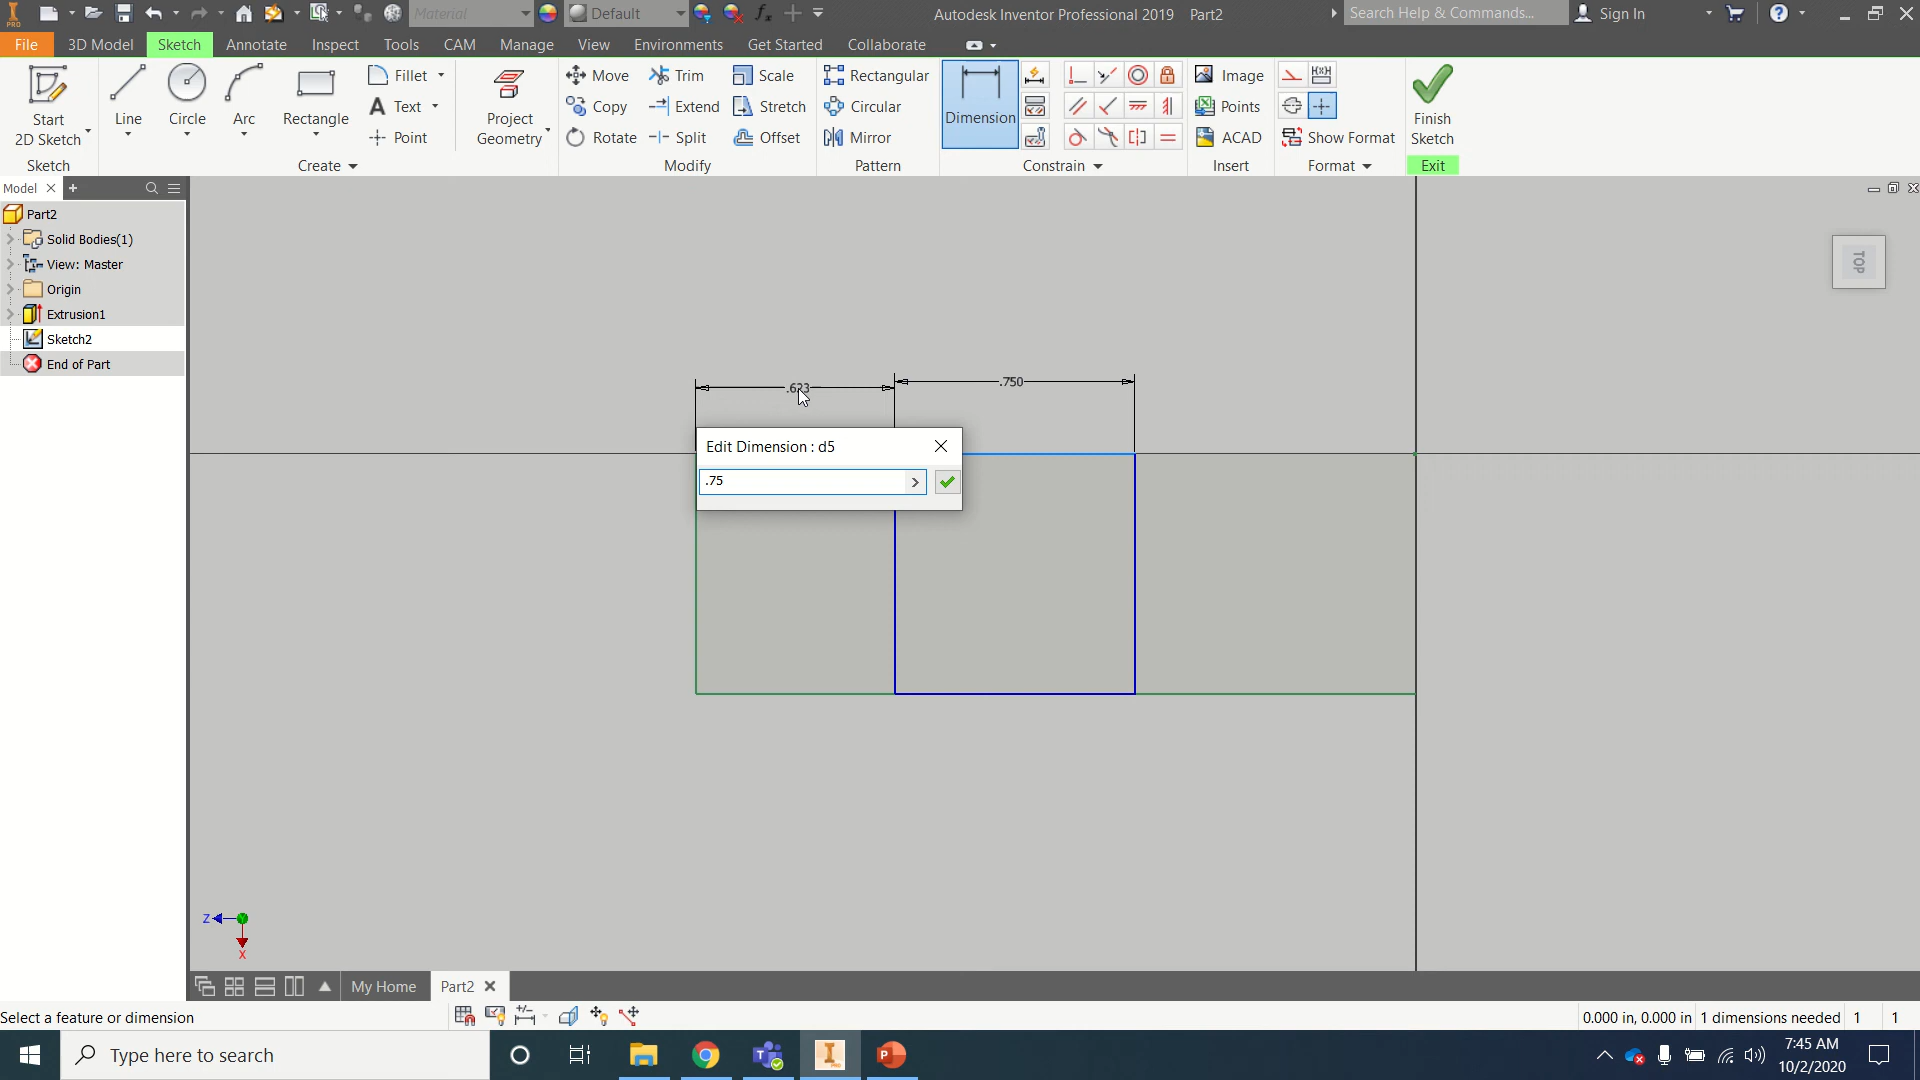 Material Default Autodesk Inventor Professional 2019 Part2 Search Help & Commands... Sign In
PRO
File 3D Model Sketch Annotate Inspect Tools CAM Manage View Environments Get Started Collaborate
Start
2D Sketch
Sketch
Line Circle Arc Rectangle
Fillet
Text
Point
Create
Project
Geometry
Move Trim Scale
Copy Extend Stretch
Rotate Split Offset
Modify
Rectangular
Circular
Mirror
Pattern
Dimension
Constrain
Image
Points
ACAD
Insert
Show Format
Format
Finish
Sketch
Exit
Model
Part2
Solid Bodies(1)
View: Master
Origin
Extrusion1
Sketch2
End of Part
TOP
.623 .750
Edit Dimension : d5
.75
Z
X
My Home Part2
Select a feature or dimension 0.000 in, 0.000 in 1 dimensions needed 1 1
Type here to search
7:45 AM
10/2/2020